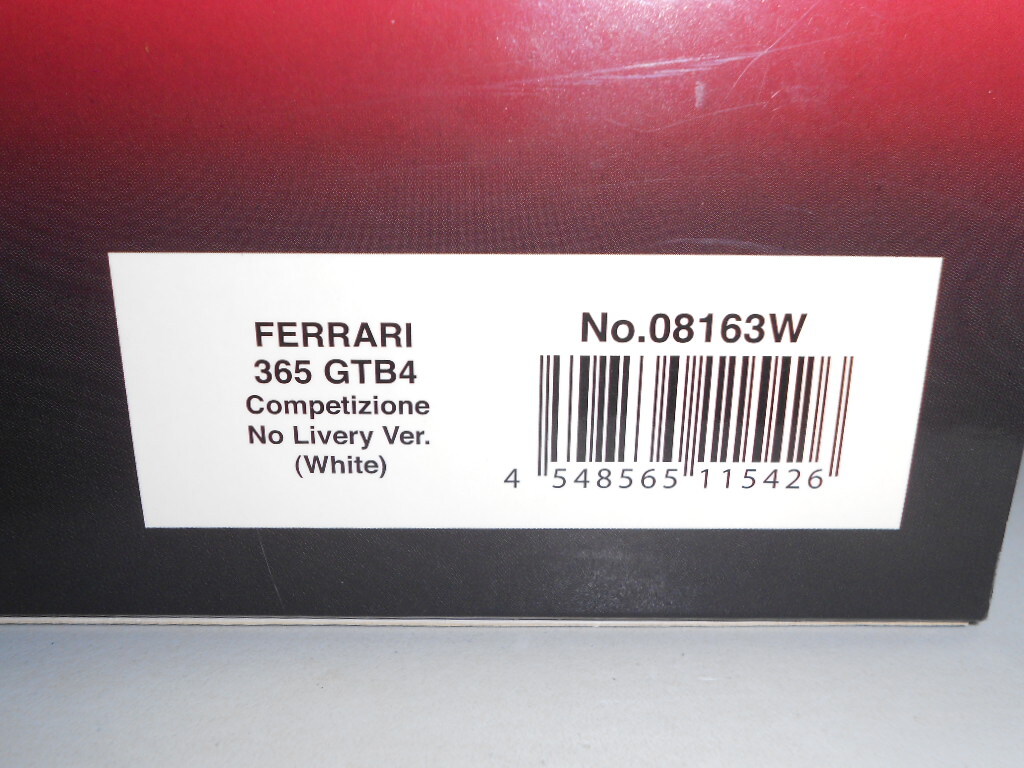 FERRARI
365 GTB4
Competizione
No Livery Ver.
(White)
No.08163W
4 548565 115426